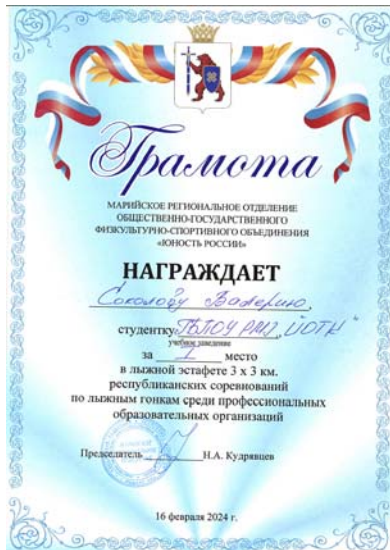 Грамота
МАРИЙСКОЕ РЕГИОНАЛЬНОЕ ОТДЕЛЕНИЕ
ОБЩЕСТВЕННО-ГОСУДАРСТВЕННОГО
ФИЗКУЛЬТУРНО-СПОРТИВНОГО ОБЪЕДИНЕНИЯ
«ЮНОСТЬ РОССИИ»
НАГРАЖДАЕТ
Соколову Валерию
студентку ГБПОУ РМЭ „ЙОТК"
учебное заведение
за I место
в лыжной эстафете 3 х 3 км.
республиканских соревнований
по лыжным гонкам среди профессиональных
образовательных организаций
Председатель Н.А. Кудрявцев
16 февраля 2024 г.